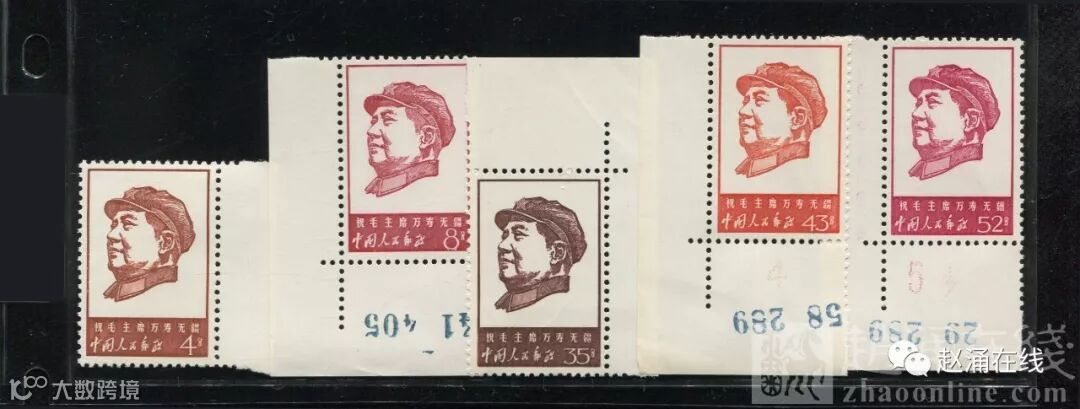 祝毛主席万寿无疆
中国人民邮政 4分
祝毛主席万寿无疆
中国人民邮政 8分
41 405
祝毛主席万寿无疆
中国人民邮政 35分
祝毛主席万寿无疆
中国人民邮政 43分
4
58 289
祝毛主席万寿无疆
中国人民邮政 52分
5
29 289
大数跨境
赵涌在线
zhaoonline.com